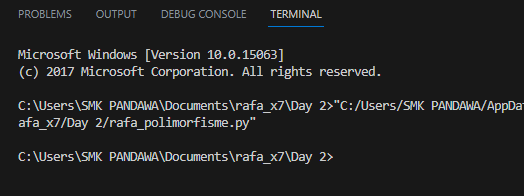 PROBLEMS OUTPUT DEBUG CONSOLE TERMINAL
Microsoft Windows [Version 10.0.15063]
(c) 2017 Microsoft Corporation. All rights reserved.
C:\Users\SMK PANDAWA\Documents\rafa_x7\Day 2>"C:/Users/SMK PANDAWA/AppDat
afa_x7/Day 2/rafa_polimorfisme.py"
C:\Users\SMK PANDAWA\Documents\rafa_x7\Day 2>